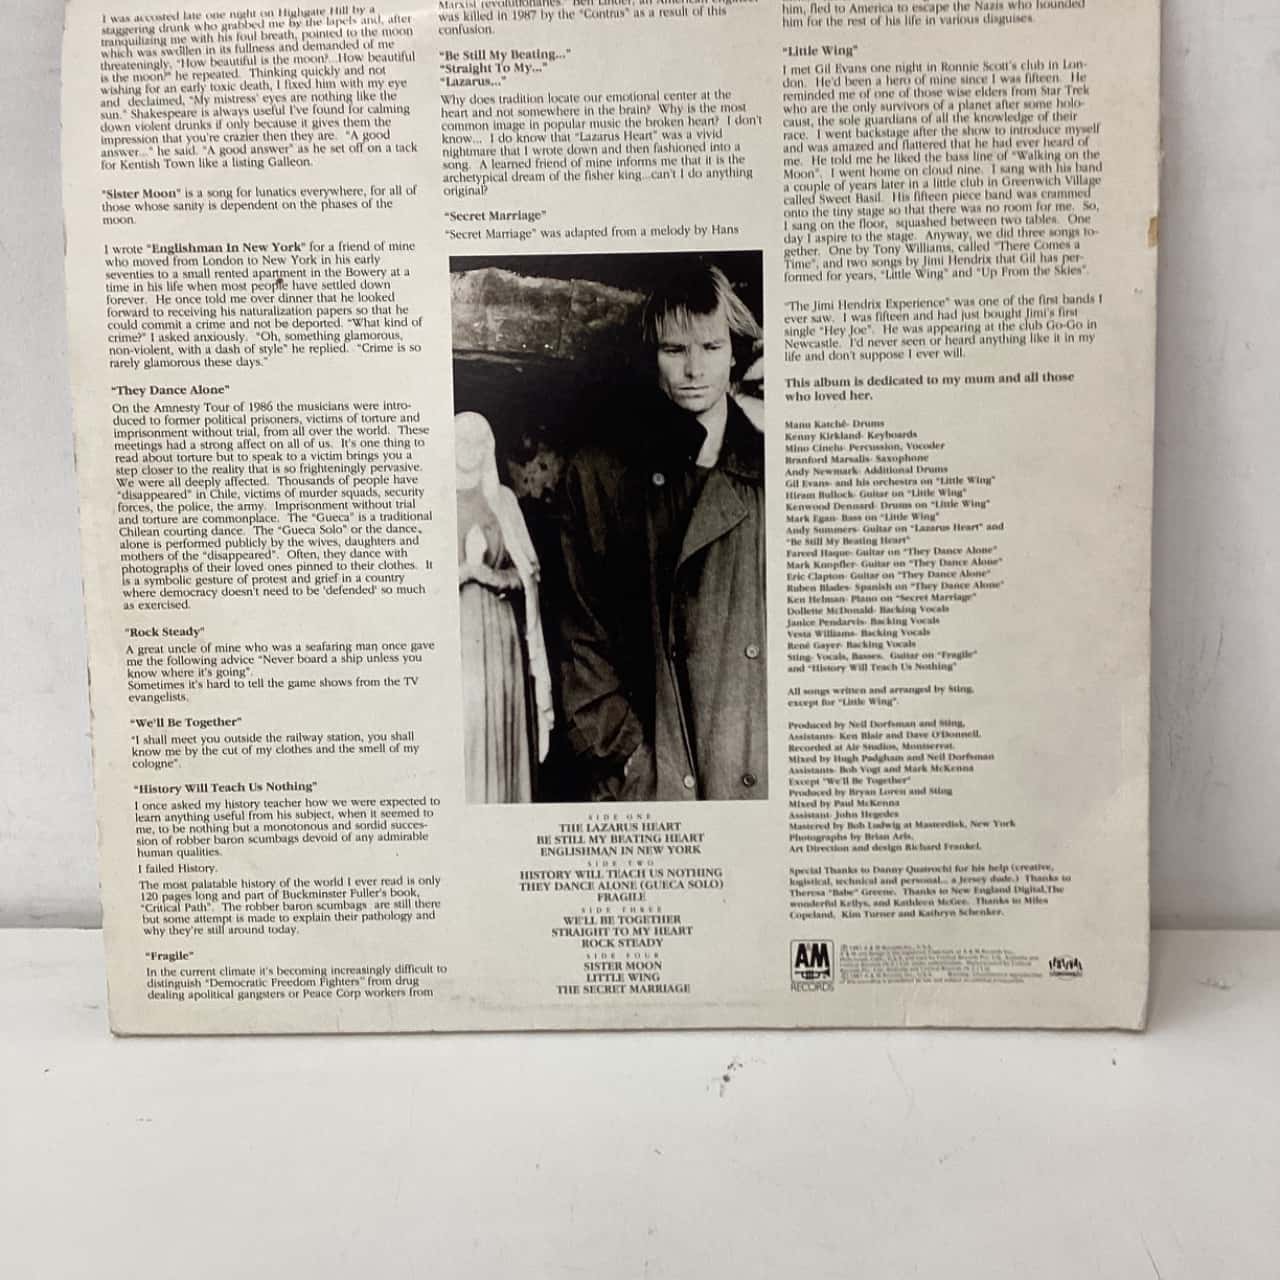 I was accosted late one night on Highgate Hill by a
staggering drunk who grabbed me by the lapels and, after
tranquilizing me with his foul breath, pointed to the moon
which was swollen in its fullness and demanded of me
threateningly, "How beautiful is the moon?...How beautiful
is the moon?" he repeated. Thinking quickly and not
wishing for an early toxic death, I fixed him with my eye
and declaimed, "My mistress' eyes are nothing like the
sun." Shakespeare is always useful I've found for calming
down violent drunks if only because it gives them the
impression that you're crazier then they are. "A good
answer..." he said. "A good answer" as he set off on a tack
for Kentish Town like a listing Galleon.
"Sister Moon" is a song for lunatics everywhere, for all of
those whose sanity is dependent on the phases of the
moon.
I wrote "Englishman In New York" for a friend of mine
who moved from London to New York in his early
seventies to a small rented apartment in the Bowery at a
time in his life when most people have settled down
forever. He once told me over dinner that he looked
forward to receiving his naturalization papers so that he
could commit a crime and not be deported. "What kind of
crime?" I asked anxiously. "Oh, something glamorous,
non-violent, with a dash of style" he replied. "Crime is so
rarely glamorous these days."
"They Dance Alone"
On the Amnesty Tour of 1986 the musicians were intro-
duced to former political prisoners, victims of torture and
imprisonment without trial, from all over the world. These
meetings had a strong affect on all of us. It's one thing to
read about torture but to speak to a victim brings you a
step closer to the reality that is so frighteningly pervasive.
We were all deeply affected. Thousands of people have
"disappeared" in Chile, victims of murder squads, security
forces, the police, the army. Imprisonment without trial
and torture are commonplace. The "Gueca" is a traditional
Chilean courting dance. The "Gueca Solo" or the dance,
alone is performed publicly by the wives, daughters and
mothers of the "disappeared". Often, they dance with
photographs of their loved ones pinned to their clothes. It
is a symbolic gesture of protest and grief in a country
where democracy doesn't need to be 'defended' so much
as exercised.
"Rock Steady"
A great uncle of mine who was a seafaring man once gave
me the following advice "Never board a ship unless you
know where it's going".
Sometimes it's hard to tell the game shows from the TV
evangelists.
"We'll Be Together"
"I shall meet you outside the railway station, you shall
know me by the cut of my clothes and the smell of my
cologne".
"History Will Teach Us Nothing"
I once asked my history teacher how we were expected to
learn anything useful from his subject, when it seemed to
me, to be nothing but a monotonous and sordid succes-
sion of robber baron scumbags devoid of any admirable
human qualities.
I failed History.
The most palatable history of the world I ever read is only
120 pages long and part of Buckminster Fuller's book,
"Critical Path". The robber baron scumbags are still there
but some attempt is made to explain their pathology and
why they're still around today.
"Fragile"
In the current climate it's becoming increasingly difficult to
distinguish "Democratic Freedom Fighters" from drug
dealing apolitical gangsters or Peace Corp workers from
Marxist revolutionaries. Ben Linder, an American engineer
was killed in 1987 by the "Contras" as a result of this
confusion.
"Be Still My Beating..."
"Straight To My..."
"Lazarus..."
Why does tradition locate our emotional center at the
heart and not somewhere in the brain? Why is the most
common image in popular music the broken heart? I don't
know... I do know that "Lazarus Heart" was a vivid
nightmare that I wrote down and then fashioned into a
song. A learned friend of mine informs me that it is the
archetypical dream of the fisher king...can't I do anything
original?
"Secret Marriage"
"Secret Marriage" was adapted from a melody by Hans
SIDE ONE
THE LAZARUS HEART
BE STILL MY BEATING HEART
ENGLISHMAN IN NEW YORK
SIDE TWO
HISTORY WILL TEACH US NOTHING
THEY DANCE ALONE (GUECA SOLO)
FRAGILE
SIDE THREE
WE'LL BE TOGETHER
STRAIGHT TO MY HEART
ROCK STEADY
SIDE FOUR
SISTER MOON
LITTLE WING
THE SECRET MARRIAGE
him, fled to America to escape the Nazis who hounded
him for the rest of his life in various disguises.
"Little Wing"
I met Gil Evans one night in Ronnie Scott's club in Lon-
don. He'd been a hero of mine since I was fifteen. He
reminded me of one of those wise elders from Star Trek
who are the only survivors of a planet after some holo-
caust, the sole guardians of all the knowledge of their
race. I went backstage after the show to introduce myself
and was amazed and flattered that he had ever heard of
me. He told me he liked the bass line of "Walking on the
Moon". I went home on cloud nine. I sang with his band
a couple of years later in a little club in Greenwich Village
called Sweet Basil. His fifteen piece band was crammed
onto the tiny stage so that there was no room for me. So,
I sang on the floor, squashed between two tables. One
day I aspire to the stage. Anyway, we did three songs to-
gether. One by Tony Williams, called "There Comes a
Time", and two songs by Jimi Hendrix that Gil has per-
formed for years, "Little Wing" and "Up From the Skies".
"The Jimi Hendrix Experience" was one of the first bands I
ever saw. I was fifteen and had just bought Jimi's first
single "Hey Joe". He was appearing at the club Go-Go in
Newcastle. I'd never seen or heard anything like it in my
life and don't suppose I ever will.
This album is dedicated to my mum and all those
who loved her.
Manu Katché- Drums
Kenny Kirkland- Keyboards
Mino Cinelu- Percussion, Vocoder
Branford Marsalis- Saxophone
Andy Newmark- Additional Drums
Gil Evans- and his orchestra on "Little Wing"
Hiram Bullock- Guitar on "Little Wing"
Kenwood Dennard- Drums on "Little Wing"
Mark Egan- Bass on "Little Wing"
Andy Summers- Guitar on "Lazarus Heart" and
"Be Still My Beating Heart"
Fareed Haque- Guitar on "They Dance Alone"
Mark Knopfler- Guitar on "They Dance Alone"
Eric Clapton- Guitar on "They Dance Alone"
Ruben Blades- Spanish on "They Dance Alone"
Ken Helman- Piano on "Secret Marriage"
Dollette McDonald- Backing Vocals
Janice Pendarvis- Backing Vocals
Vesta Williams- Backing Vocals
René Gayer- Backing Vocals
Sting- Vocals, Basses, Guitar on "Fragile"
and "History Will Teach Us Nothing"
All songs written and arranged by Sting,
except for "Little Wing".
Produced by Neil Dorfsman and Sting,
Assistants- Ken Blair and Dave O'Donnell,
Recorded at Air Studios, Montserrat.
Mixed by Hugh Padgham and Neil Dorfsman
Assistants- Bob Vogt and Mark McKenna
Except "We'll Be Together"
Produced by Bryan Loren and Sting
Mixed by Paul McKenna
Assistant- John Hegedes
Mastered by Bob Ludwig at Masterdisk, New York
Photographs by Brian Aris,
Art Direction and design Richard Frankel,
Special Thanks to Danny Quatrochi for his help (creative,
logistical, technical and personal... a Jersey dude.) Thanks to
Theresa "Babe" Greene. Thanks to New England Digital, The
wonderful Kellys, and Kathleen McGee. Thanks to Miles
Copeland, Kim Turner and Kathryn Schenker.
A&M
RECORDS